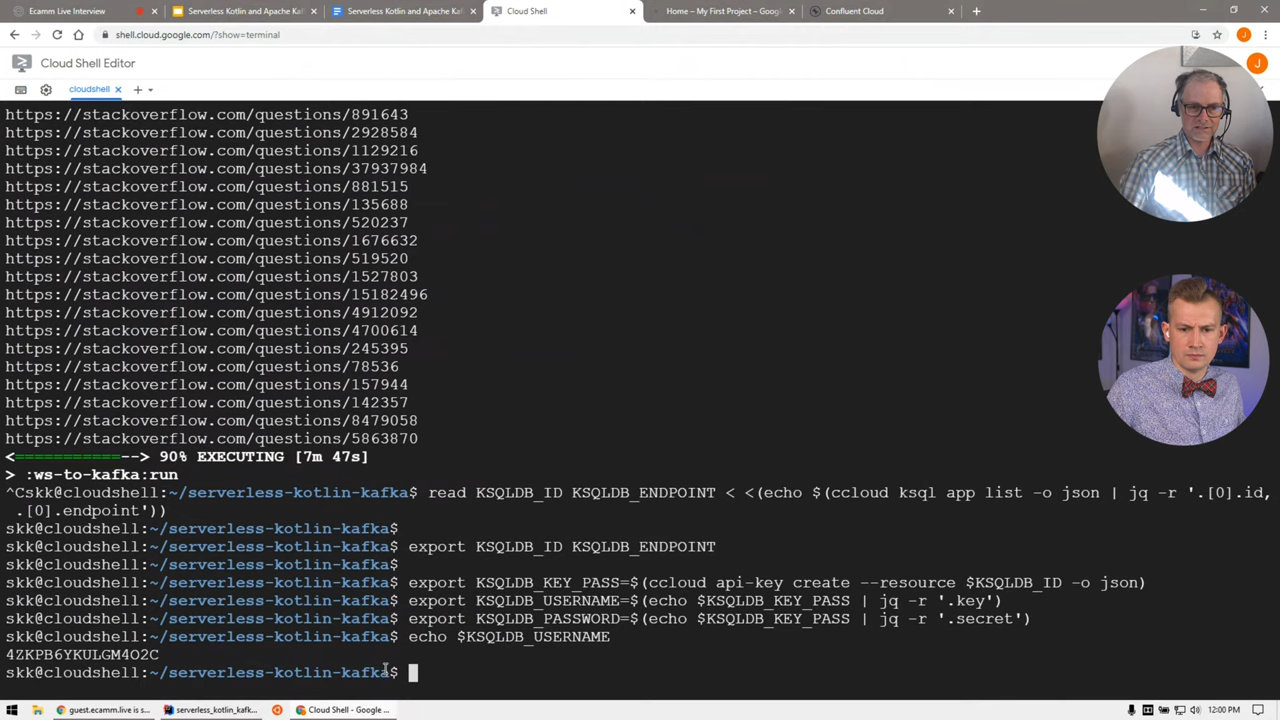 Ecamm Live Interview
Serverless Kotlin and Apache Ka
Serverless Kotlin and Apache Kaf
Cloud Shell
Home – My First Project – Googl
Confluent Cloud
shell.cloud.google.com/?show=terminal
J
Cloud Shell Editor
J
cloudshell
https://stackoverflow.com/questions/891643
https://stackoverflow.com/questions/2928584
https://stackoverflow.com/questions/1129216
https://stackoverflow.com/questions/37937984
https://stackoverflow.com/questions/881515
https://stackoverflow.com/questions/135688
https://stackoverflow.com/questions/520237
https://stackoverflow.com/questions/1676632
https://stackoverflow.com/questions/519520
https://stackoverflow.com/questions/1527803
https://stackoverflow.com/questions/15182496
https://stackoverflow.com/questions/4912092
https://stackoverflow.com/questions/4700614
https://stackoverflow.com/questions/245395
https://stackoverflow.com/questions/78536
https://stackoverflow.com/questions/157944
https://stackoverflow.com/questions/142357
https://stackoverflow.com/questions/8479058
https://stackoverflow.com/questions/5863870
<===========--> 90% EXECUTING [7m 47s]
> :ws-to-kafka:run
^Cskk@cloudshell:~/serverless-kotlin-kafka$ read KSQLDB_ID KSQLDB_ENDPOINT < <(echo $(ccloud ksql app list -o json | jq -r '.[0].id,
.[0].endpoint'))
skk@cloudshell:~/serverless-kotlin-kafka$
skk@cloudshell:~/serverless-kotlin-kafka$ export KSQLDB_ID KSQLDB_ENDPOINT
skk@cloudshell:~/serverless-kotlin-kafka$
skk@cloudshell:~/serverless-kotlin-kafka$ export KSQLDB_KEY_PASS=$(ccloud api-key create --resource $KSQLDB_ID -o json)
skk@cloudshell:~/serverless-kotlin-kafka$ export KSQLDB_USERNAME=$(echo $KSQLDB_KEY_PASS | jq -r '.key')
skk@cloudshell:~/serverless-kotlin-kafka$ export KSQLDB_PASSWORD=$(echo $KSQLDB_KEY_PASS | jq -r '.secret')
skk@cloudshell:~/serverless-kotlin-kafka$ echo $KSQLDB_USERNAME
4ZKPB6YKULGM4O2C
skk@cloudshell:~/serverless-kotlin-kafka$
guest.ecamm.live is s...
serverless_kotlin_kafk...
Cloud Shell - Google ...
12:00 PM